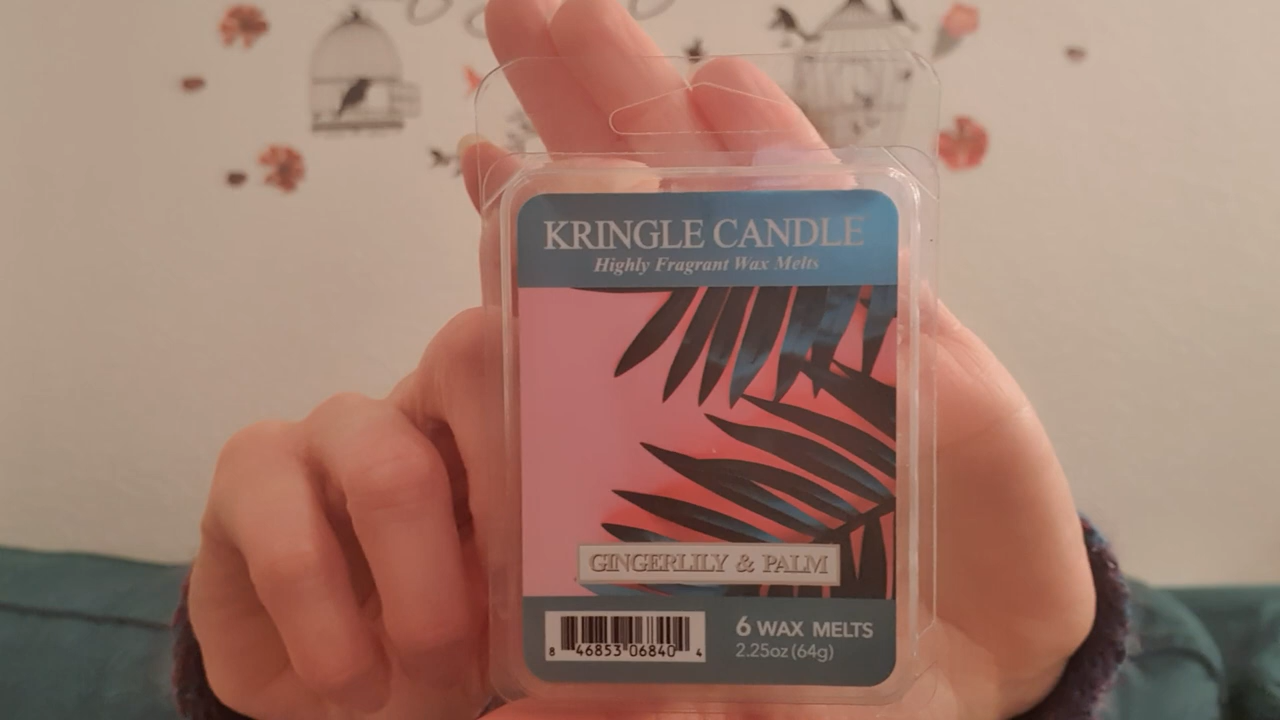 KRINGLE CANDLE
Highly Fragrant Wax Melts
GINGERLILY & PALM
8 46853 06840 4
6 WAX MELTS
2.25oz (64g)